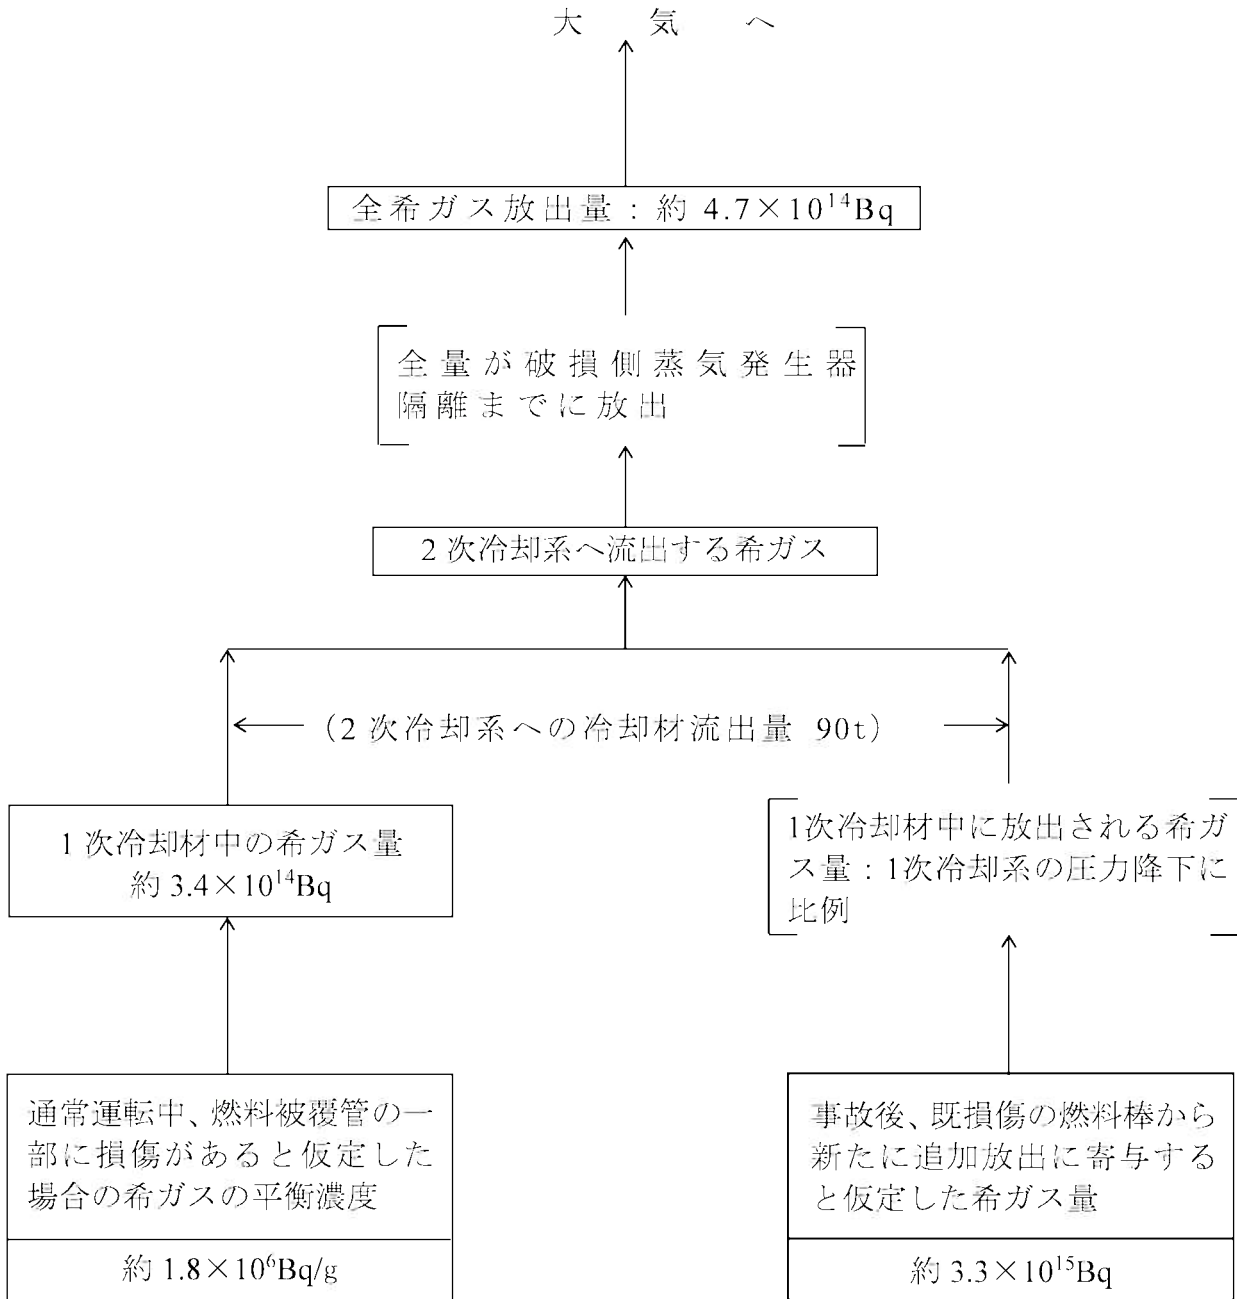 大気へ
全希ガス放出量：約 4.7×10¹⁴Bq
全量が破損側蒸気発生器
隔離までに放出
2次冷却系へ流出する希ガス
（2次冷却系への冷却材流出量 90t）
1次冷却材中の希ガス量
約 3.4×10¹⁴Bq
1次冷却材中に放出される希ガ
ス量：1次冷却系の圧力降下に
比例
通常運転中、燃料被覆管の一
部に損傷があると仮定した
場合の希ガスの平衡濃度
約 1.8×10⁶Bq/g
事故後、既損傷の燃料棒から
新たに追加放出に寄与する
と仮定した希ガス量
約 3.3×10¹⁵Bq